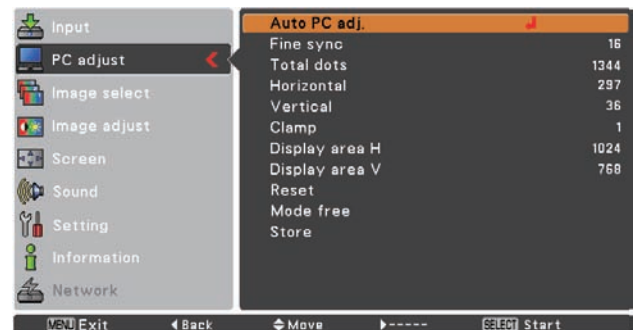 Input
PC adjust
Image select
Image adjust
Screen
Sound
Setting
Information
Network
Auto PC adj.
Fine sync 16
Total dots 1344
Horizontal 297
Vertical 36
Clamp 1
Display area H 1024
Display area V 768
Reset
Mode free
Store
MENU Exit ◀Back ◆Move ▶----- SELECT Start